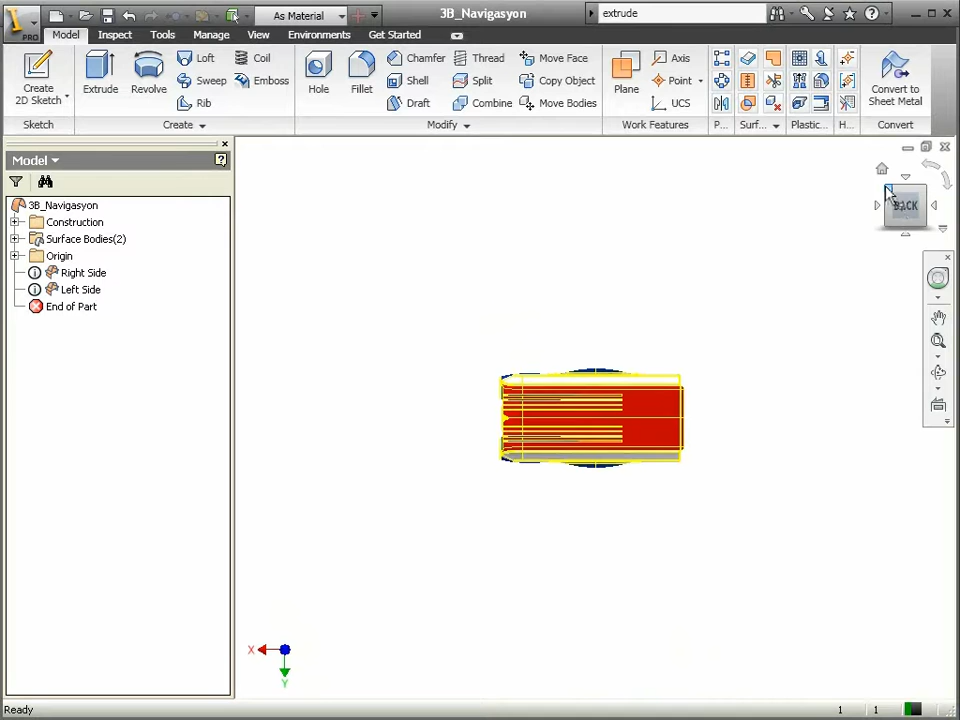 As Material
3B_Navigasyon
extrude
PRO
Model
Inspect
Tools
Manage
View
Environments
Get Started
Create
2D Sketch
Extrude
Revolve
Loft
Coil
Sweep
Emboss
Rib
Hole
Fillet
Chamfer
Thread
Move Face
Shell
Split
Copy Object
Draft
Combine
Move Bodies
Plane
Axis
Point
UCS
Convert to
Sheet Metal
Sketch
Create
Modify
Work Features
P...
Surf...
Plastic...
H...
Convert
Model
3B_Navigasyon
Construction
Surface Bodies(2)
Origin
Right Side
Left Side
End of Part
BACK
X
Y
Ready
1
1